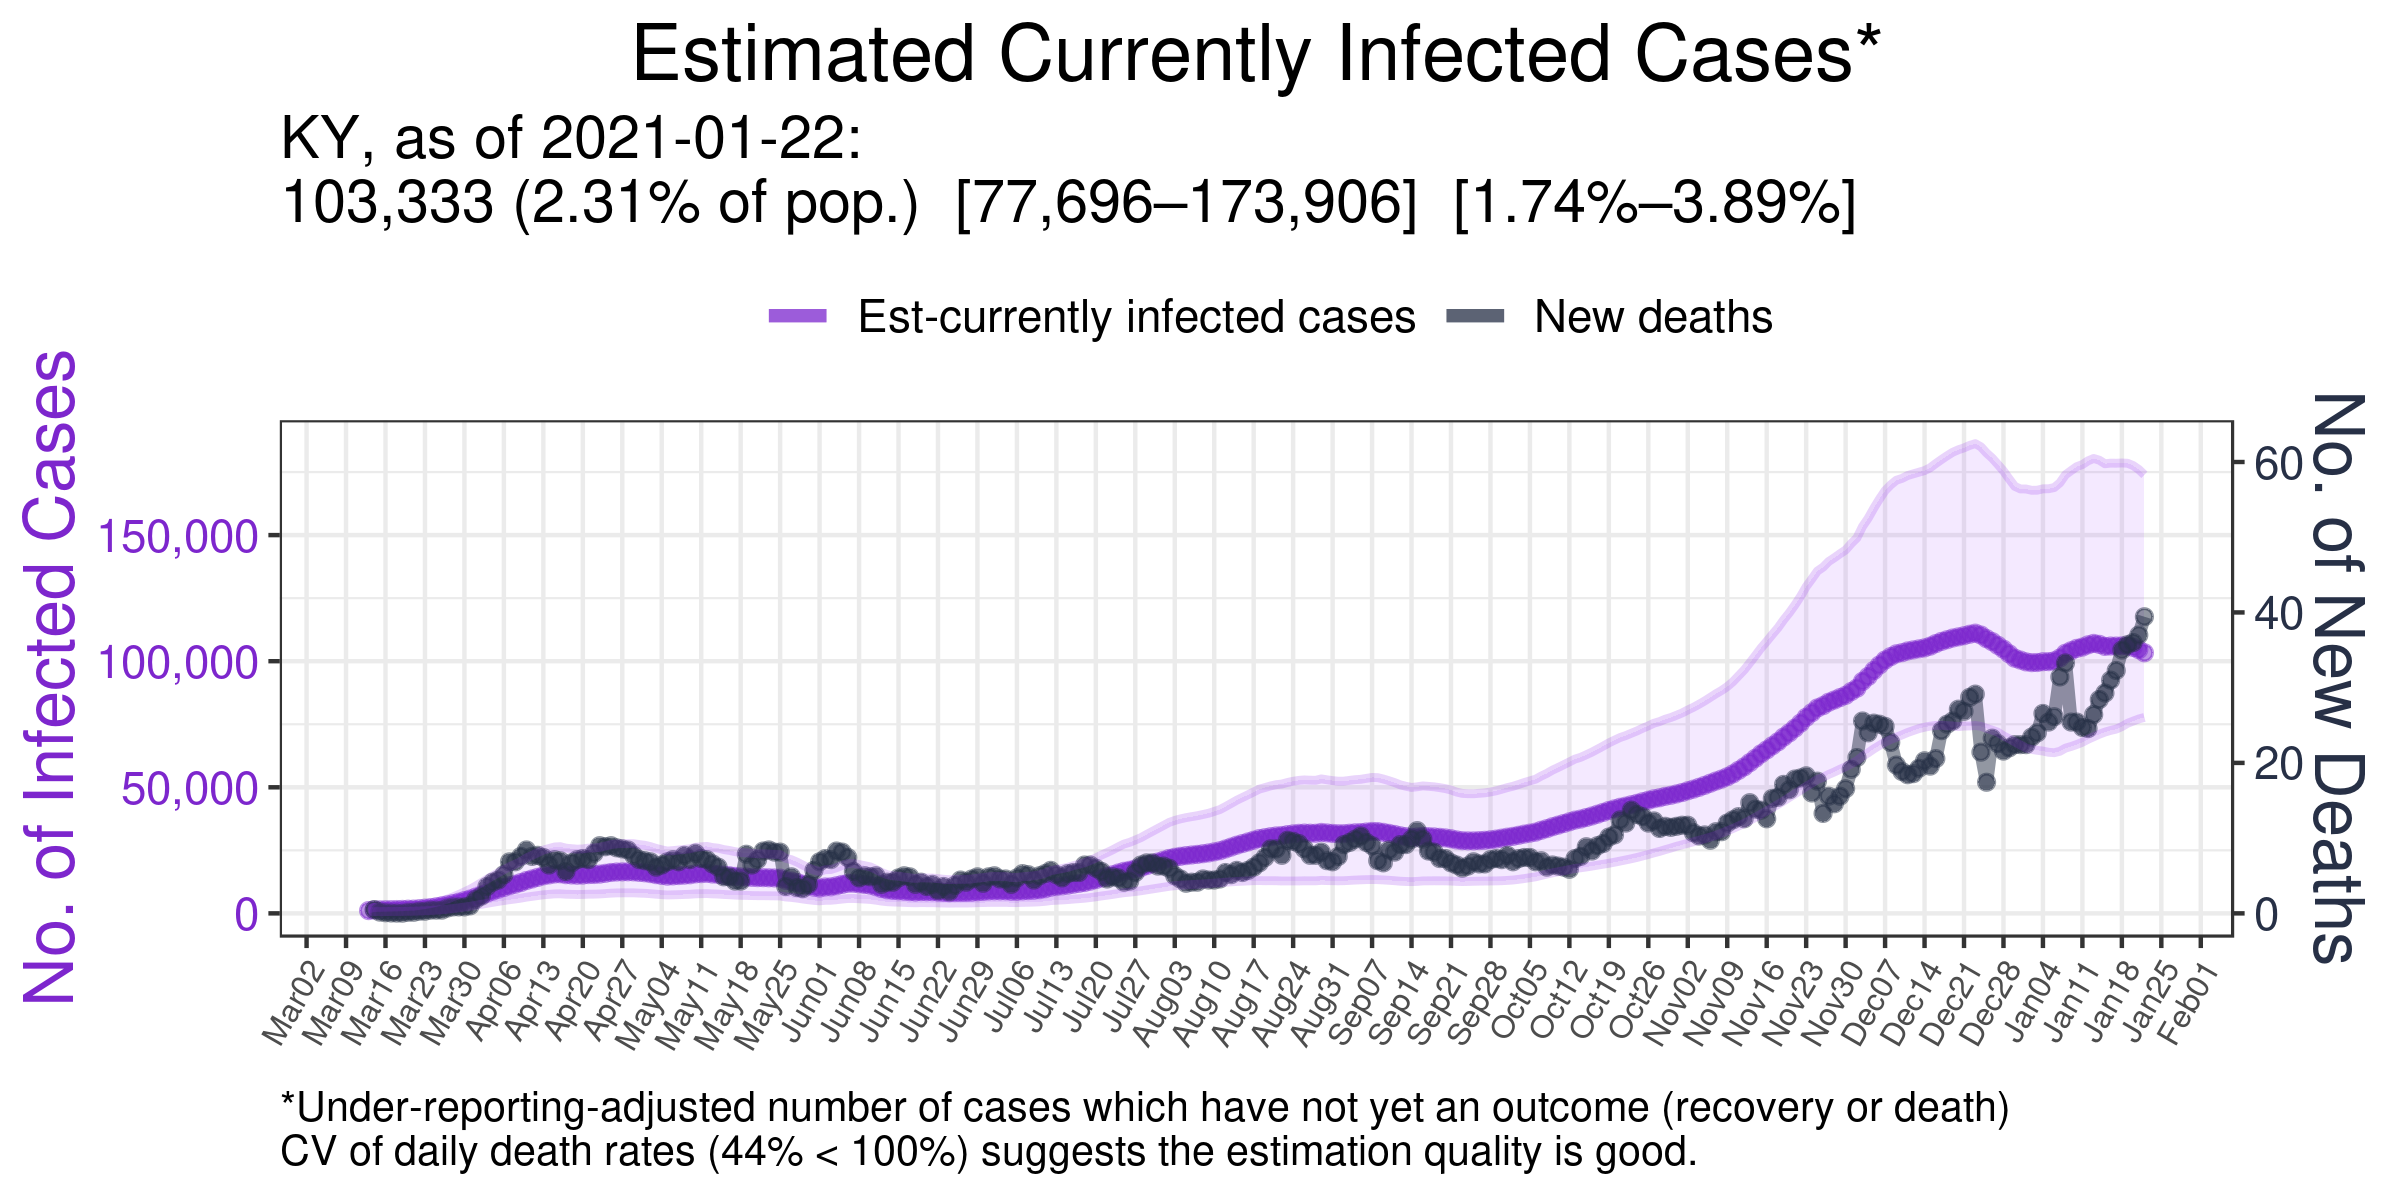 Estimated Currently Infected Cases*
KY, as of 2021-01-22:
103,333 (2.31% of pop.) [77,696–173,906] [1.74%–3.89%]
Est-currently infected cases New deaths
No. of Infected Cases
150,000
100,000
50,000
0
60
40
20
0
No. of New Deaths
Mar02 Mar09 Mar16 Mar23 Mar30 Apr06 Apr13 Apr20 Apr27 May04 May11 May18 May25 Jun01 Jun08 Jun15 Jun22 Jun29 Jul06 Jul13 Jul20 Jul27 Aug03 Aug10 Aug17 Aug24 Aug31 Sep07 Sep14 Sep21 Sep28 Oct05 Oct12 Oct19 Oct26 Nov02 Nov09 Nov16 Nov23 Nov30 Dec07 Dec14 Dec21 Dec28 Jan04 Jan11 Jan18 Jan25 Feb01
*Under-reporting-adjusted number of cases which have not yet an outcome (recovery or death)
CV of daily death rates (44% < 100%) suggests the estimation quality is good.